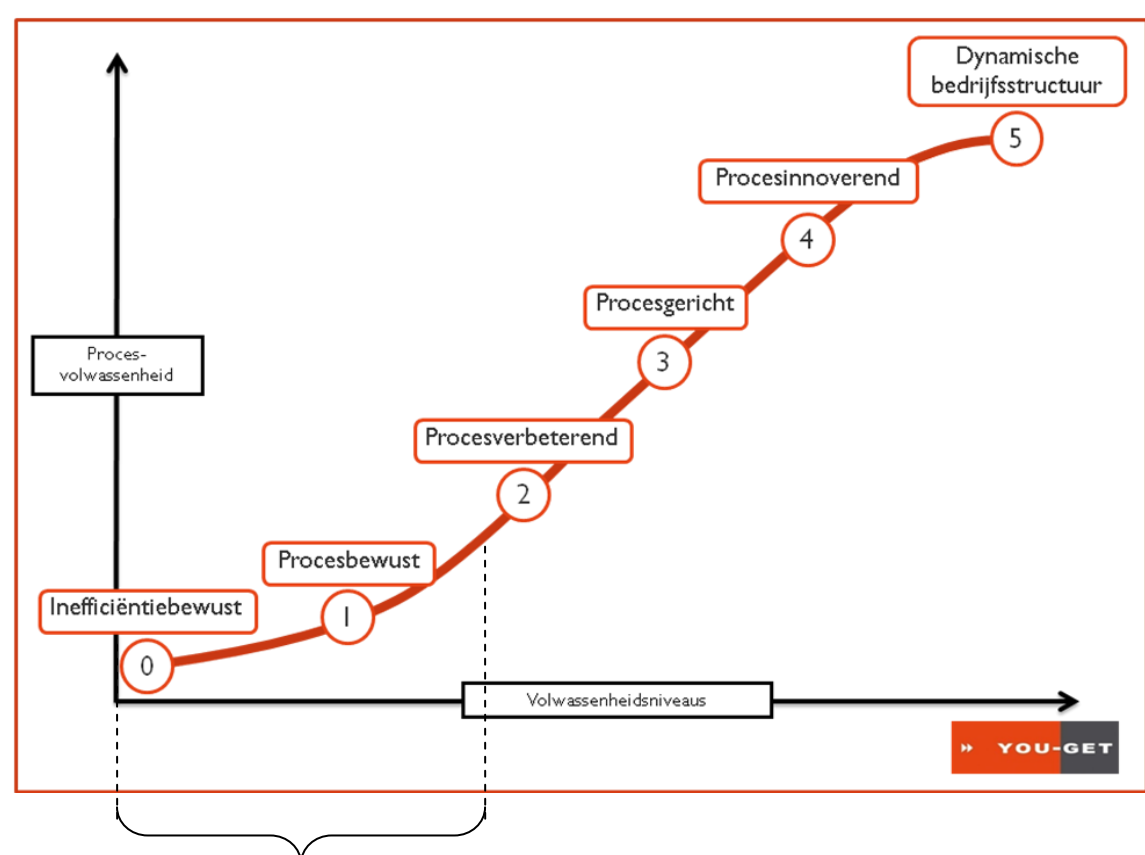 Dynamische
bedrijfsstructuur
5
Procesinnoverend
4
Procesgericht
3
Proces-
volwassenheid
Procesverbeterend
2
Procesbewust
1
Inefficiëntiebewust
0
Volwassenheidsniveaus
YOU-GET